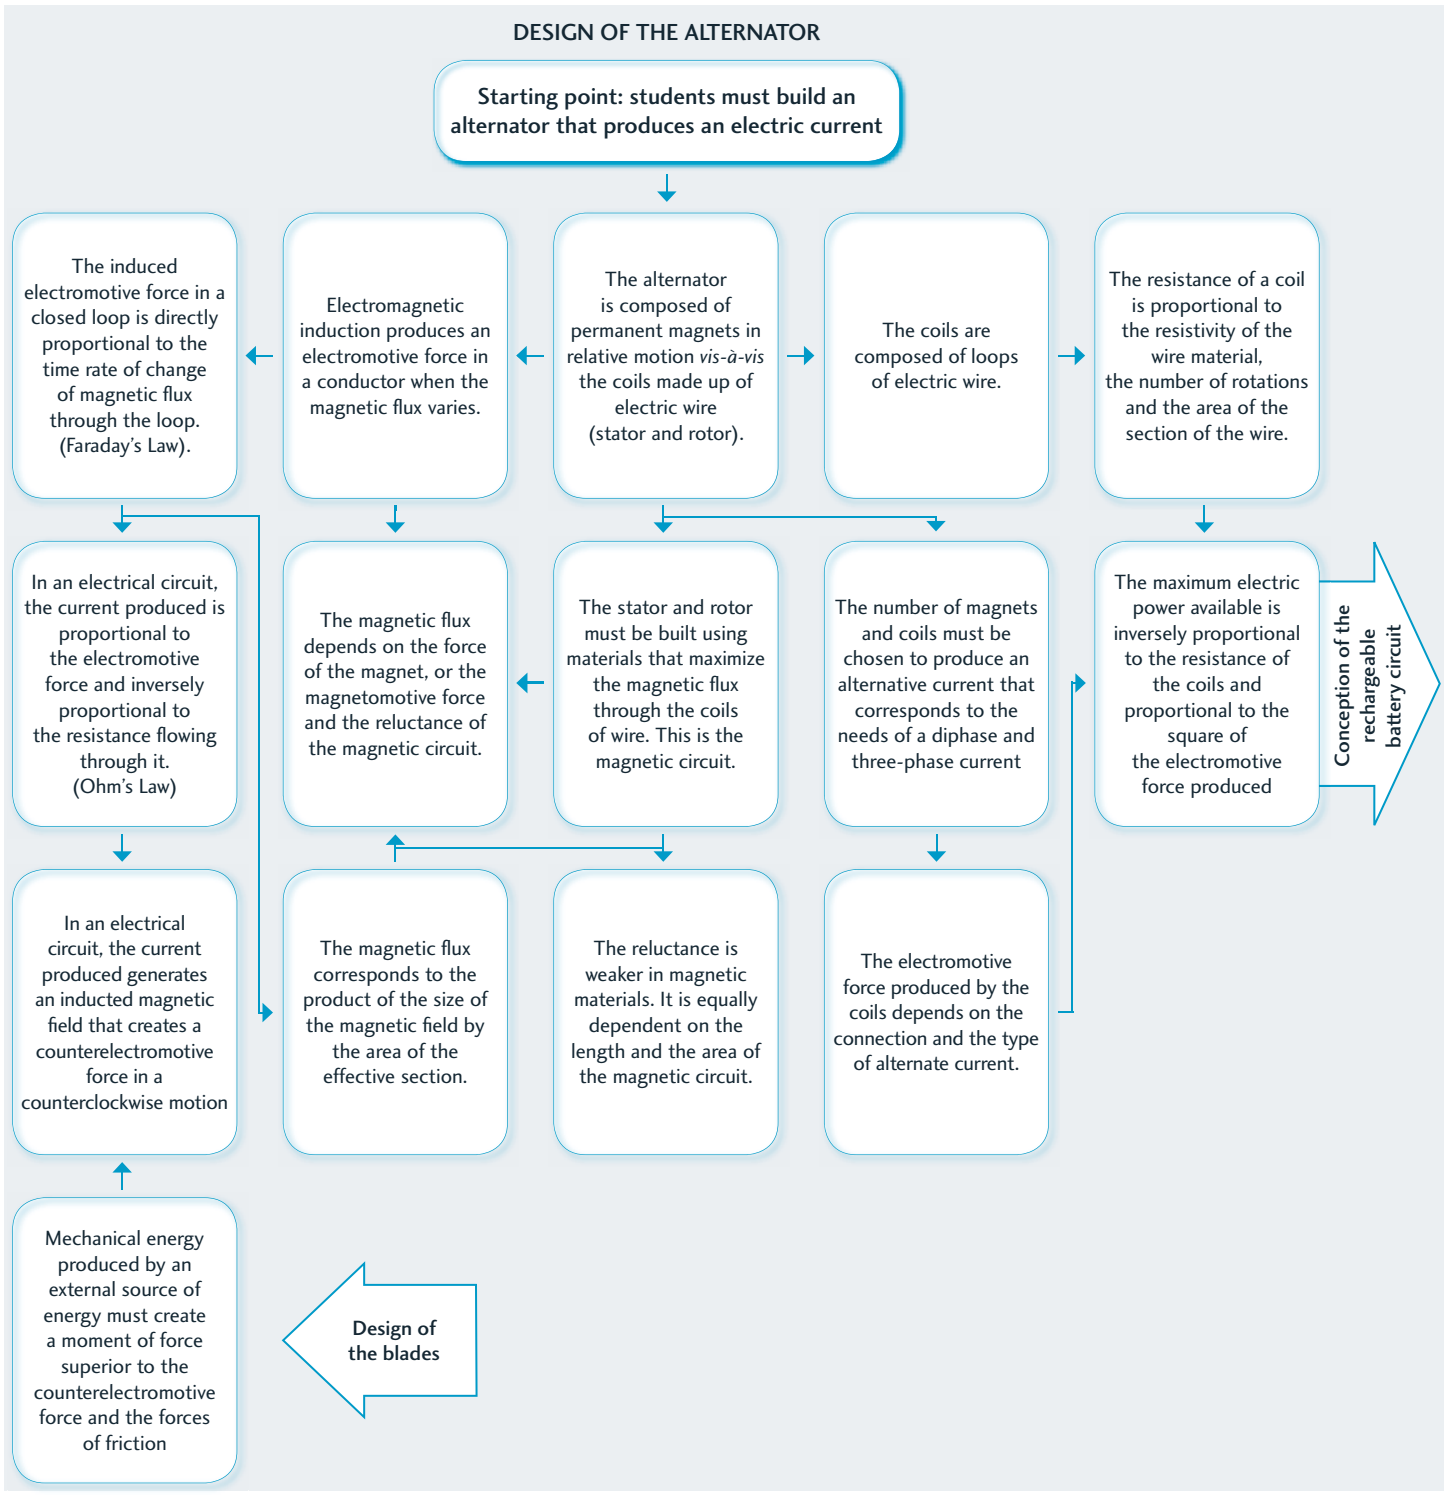 DESIGN OF THE ALTERNATOR
Starting point: students must build an
alternator that produces an electric current
The induced
electromotive force in a
closed loop is directly
proportional to the
time rate of change
of magnetic flux
through the loop.
(Faraday's Law).
Electromagnetic
induction produces an
electromotive force in
a conductor when the
magnetic flux varies.
The alternator
is composed of
permanent magnets in
relative motion vis-à-vis
the coils made up of
electric wire
(stator and rotor).
The coils are
composed of loops
of electric wire.
The resistance of a coil
is proportional to
the resistivity of the
wire material,
the number of rotations
and the area of the
section of the wire.
In an electrical circuit,
the current produced is
proportional to
the electromotive
force and inversely
proportional to
the resistance flowing
through it.
(Ohm's Law)
The magnetic flux
depends on the force
of the magnet, or the
magnetomotive force
and the reluctance of
the magnetic circuit.
The stator and rotor
must be built using
materials that maximize
the magnetic flux
through the coils
of wire. This is the
magnetic circuit.
The number of magnets
and coils must be
chosen to produce an
alternative current that
corresponds to the
needs of a diphase and
three-phase current
The maximum electric
power available is
inversely proportional
to the resistance of
the coils and
proportional to the
square of
the electromotive
force produced
Conception of the
rechargeable
battery circuit
In an electrical
circuit, the current
produced generates
an inducted magnetic
field that creates a
counterelectromotive
force in a
counterclockwise motion
The magnetic flux
corresponds to the
product of the size of
the magnetic field by
the area of the
effective section.
The reluctance is
weaker in magnetic
materials. It is equally
dependent on the
length and the area of
the magnetic circuit.
The electromotive
force produced by the
coils depends on the
connection and the type
of alternate current.
Mechanical energy
produced by an
external source of
energy must create
a moment of force
superior to the
counterelectromotive
force and the forces
of friction
Design of
the blades